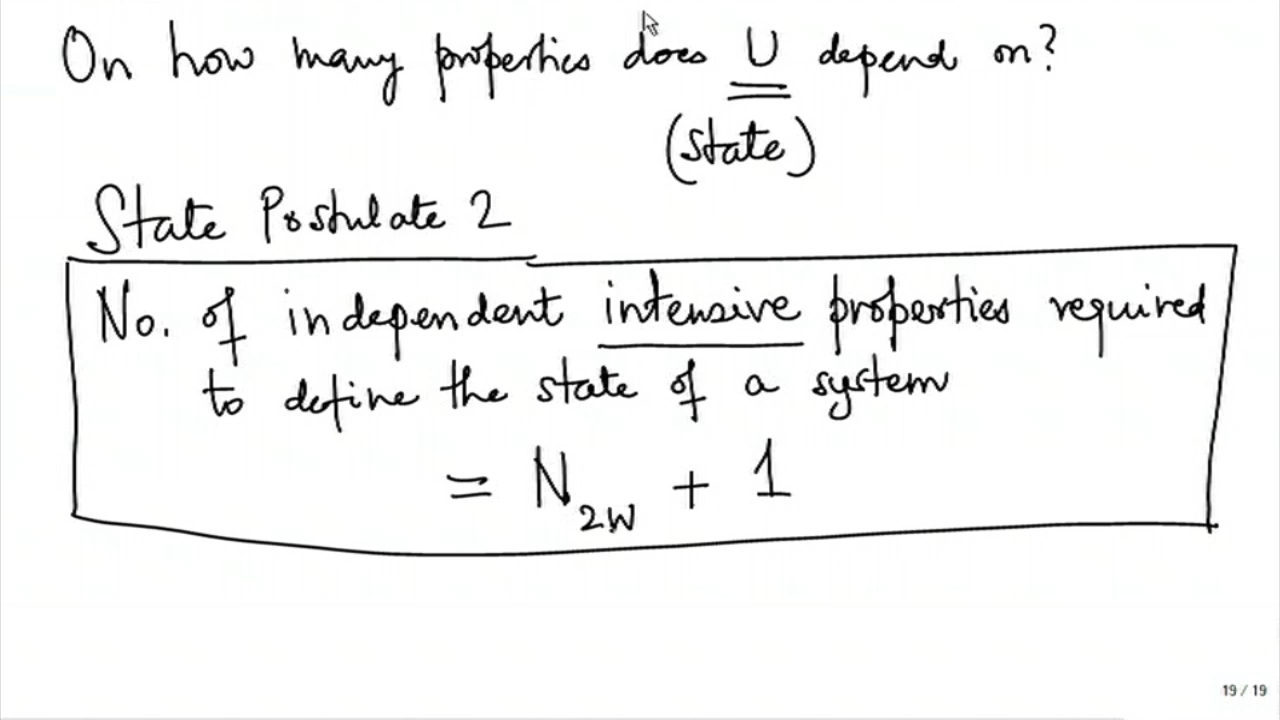 On how many properties does U depend on?
(state)
State Postulate 2
No. of independent intensive properties required
to define the state of a system
= N2W + 1
19 / 19